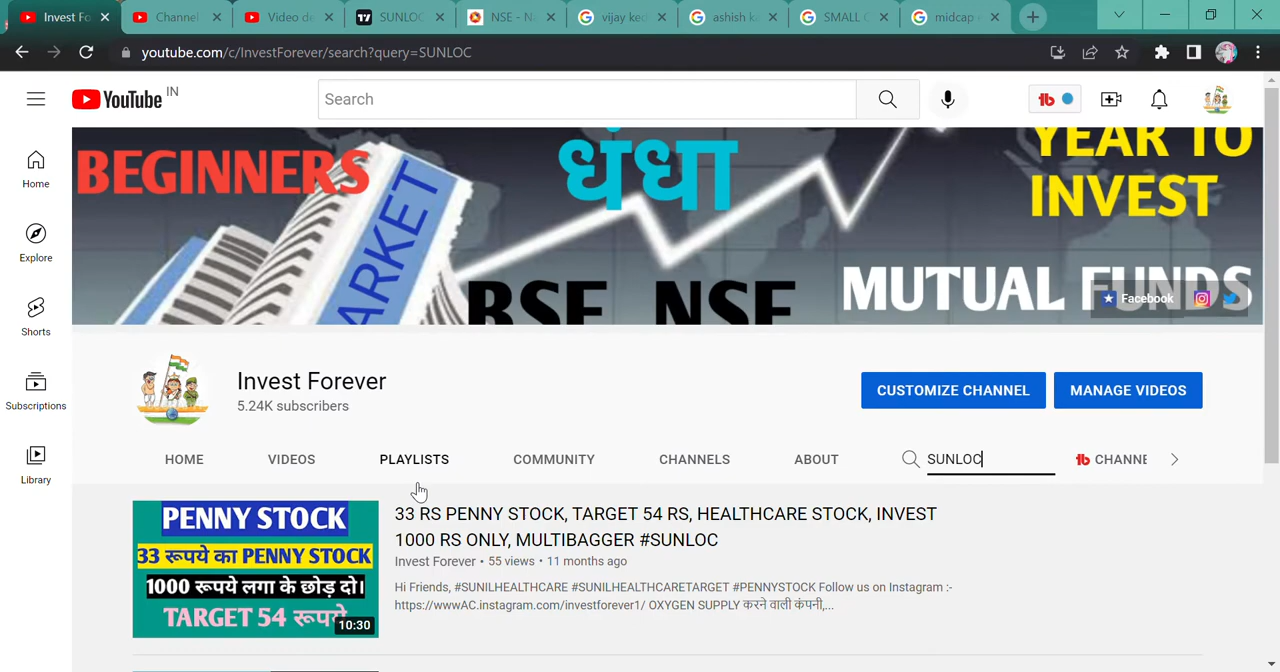 Invest Fo
Channel
Video de
SUNLOC
NSE - N
vijay ked
ashish ka
SMALL C
midcap
youtube.com/c/InvestForever/search?query=SUNLOC
YouTube IN
Search
Home
Explore
Shorts
Subscriptions
Library
BEGINNERS
MARKET
धंधा
YEAR TO
INVEST
BSE NSE
MUTUAL FUNDS
Facebook
Invest Forever
5.24K subscribers
CUSTOMIZE CHANNEL
MANAGE VIDEOS
HOME
VIDEOS
PLAYLISTS
COMMUNITY
CHANNELS
ABOUT
SUNLOC
CHANNE
PENNY STOCK
33 रूपये का PENNY STOCK
1000 रूपये लगा के छोड़ दो।
TARGET 54 रूपये
10:30
33 RS PENNY STOCK, TARGET 54 RS, HEALTHCARE STOCK, INVEST
1000 RS ONLY, MULTIBAGGER #SUNLOC
Invest Forever • 55 views • 11 months ago
Hi Friends, #SUNILHEALTHCARE #SUNILHEALTHCARETARGET #PENNYSTOCK Follow us on Instagram :-
https://wwwAC.instagram.com/investforever1/ OXYGEN SUPPLY करने वाली कंपनी,...